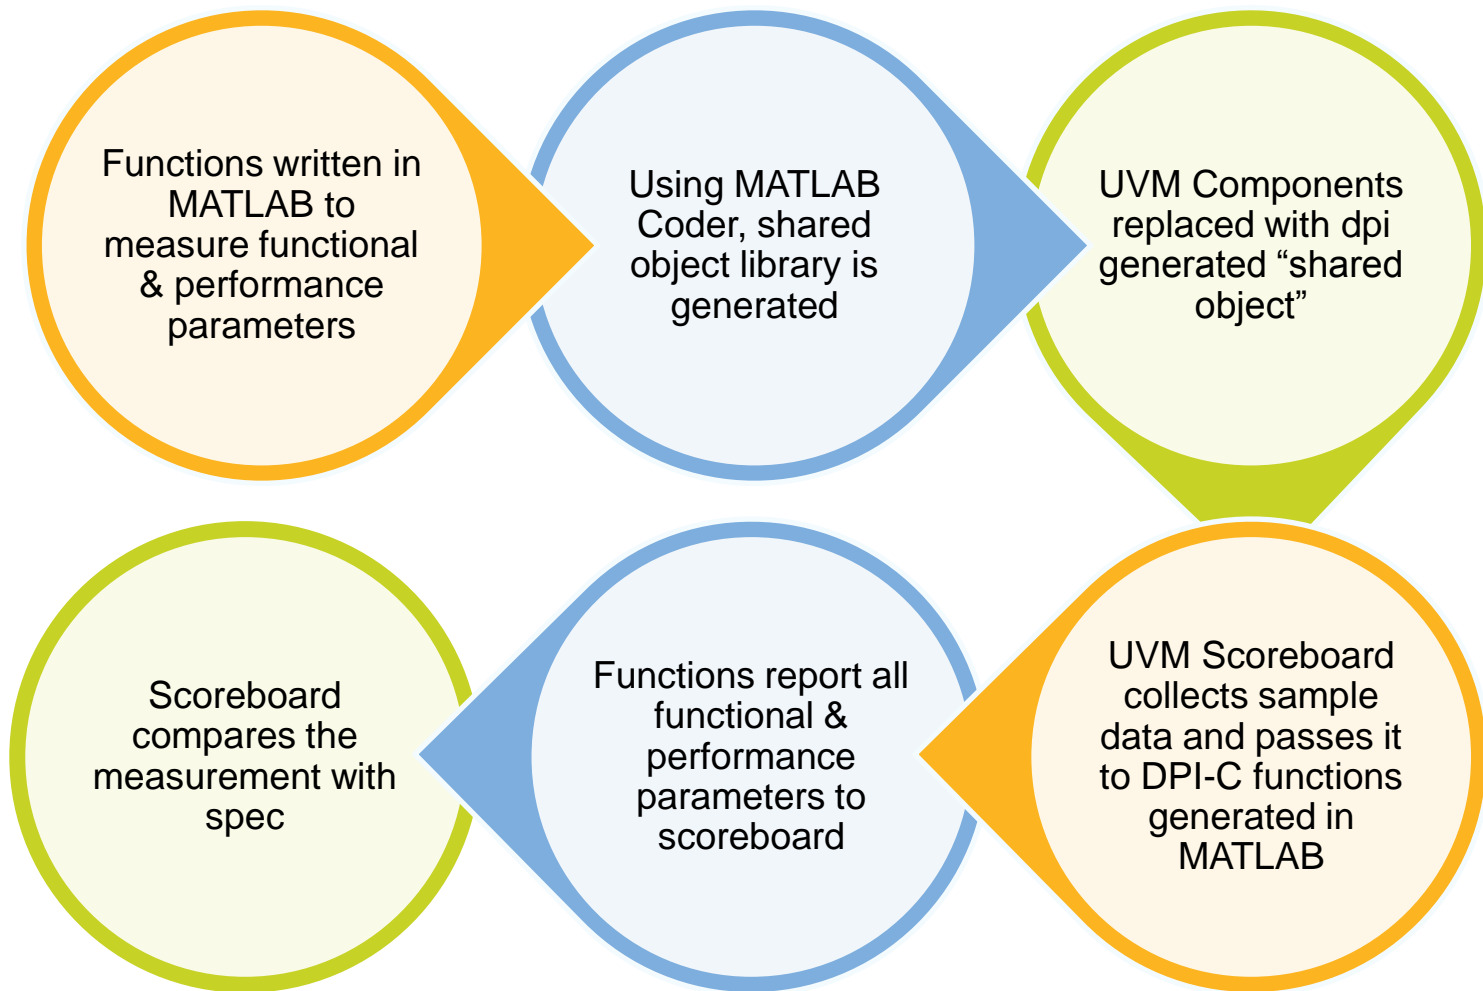 Functions written in
MATLAB to
measure functional
& performance
parameters
Using MATLAB
Coder, shared
object library is
generated
UVM Components
replaced with dpi
generated “shared
object”
UVM Scoreboard
collects sample
data and passes it
to DPI-C functions
generated in
MATLAB
Functions report all
functional &
performance
parameters to
scoreboard
Scoreboard
compares the
measurement with
spec